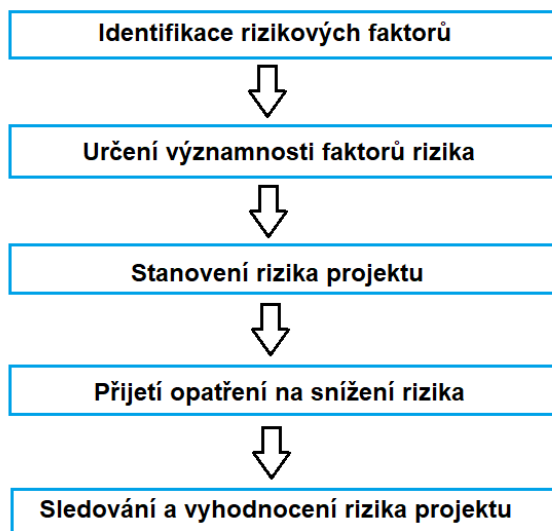 Identifikace rizikových faktorů
Určení významnosti faktorů rizika
Stanovení rizika projektu
Přijetí opatření na snížení rizika
Sledování a vyhodnocení rizika projektu